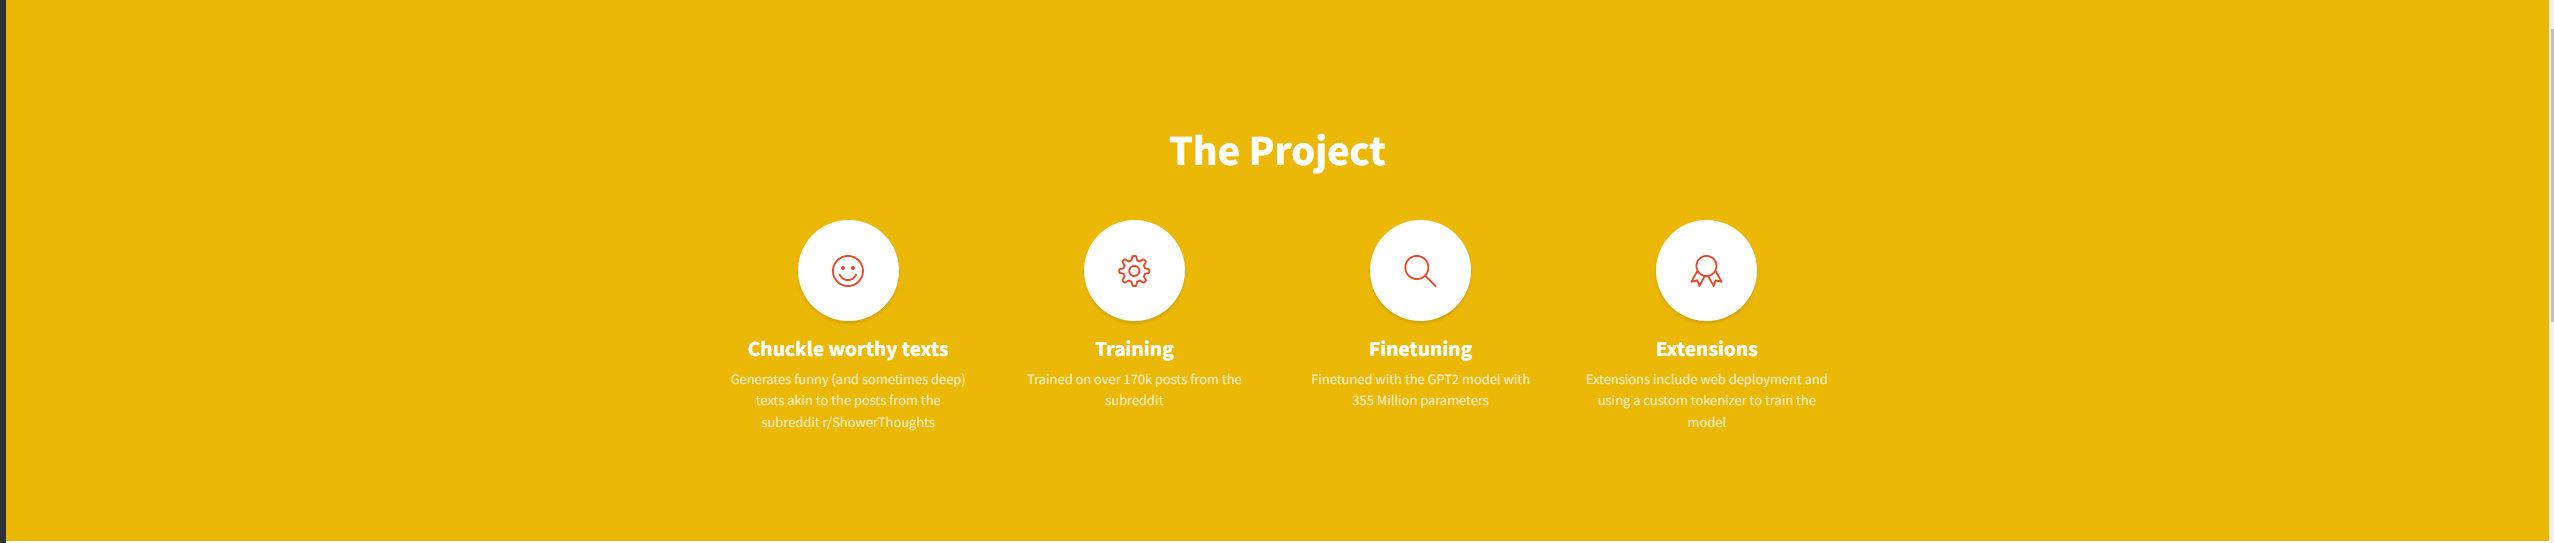 The Project
Chuckle worthy texts
Generates funny (and sometimes deep)
texts akin to the posts from the
subreddit r/ShowerThoughts
Training
Trained on over 170k posts from the
subreddit
Finetuning
Finetuned with the GPT2 model with
355 Million parameters
Extensions
Extensions include web deployment and
using a custom tokenizer to train the
model